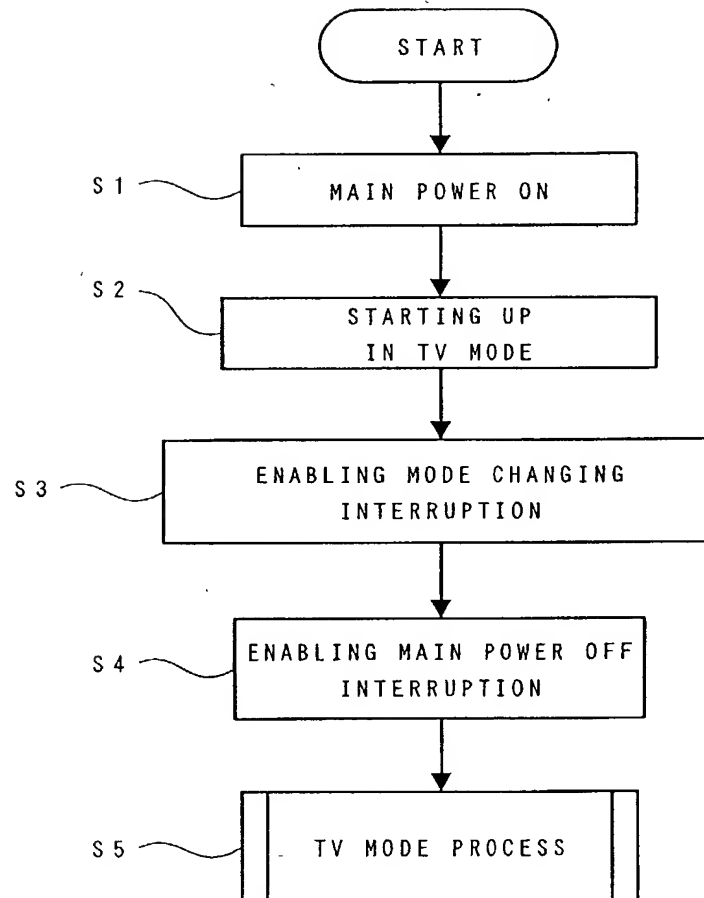 START
S1
MAIN POWER ON
S2
STARTING UP
IN TV MODE
S3
ENABLING MODE CHANGING
INTERRUPTION
S4
ENABLING MAIN POWER OFF
INTERRUPTION
S5
TV MODE PROCESS